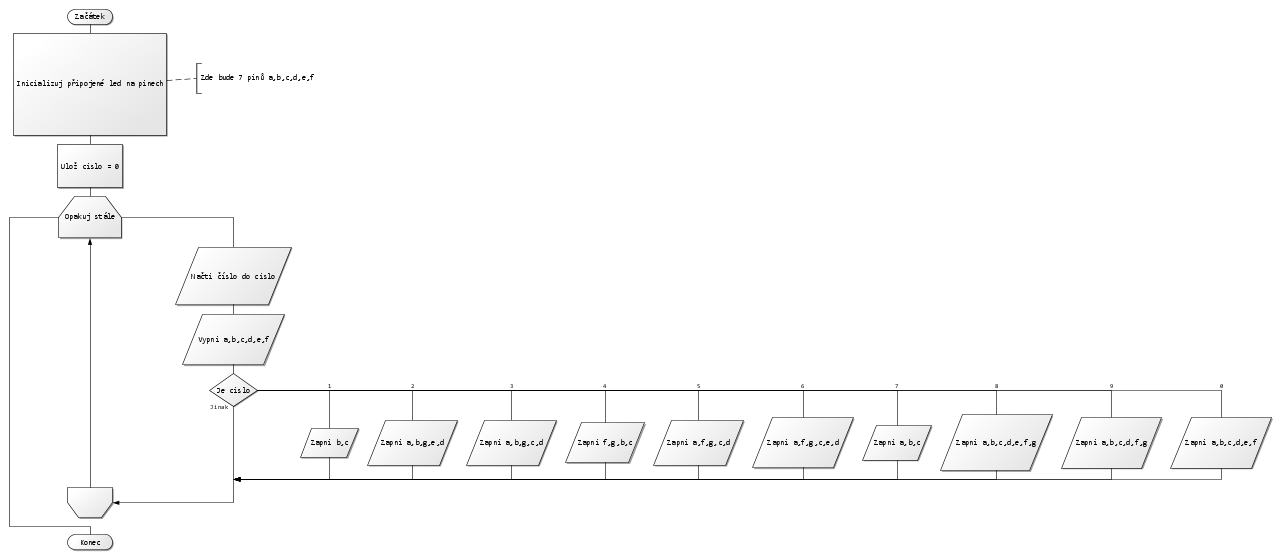 Začátek
Inicializuj připojené led na pinech
Zde bude 7 pinů a,b,c,d,e,f
Ulož cislo = 0
Opakuj stále
Načti číslo do cislo
Vypni a,b,c,d,e,f
Je cislo
1
2
3
4
5
6
7
8
9
0
Jinak
Zapni b,c
Zapni a,b,g,e,d
Zapni a,b,g,c,d
Zapni f,g,b,c
Zapni a,f,g,c,d
Zapni a,f,g,c,e,d
Zapni a,b,c
Zapni a,b,c,d,e,f,g
Zapni a,b,c,d,f,g
Zapni a,b,c,d,e,f
Konec